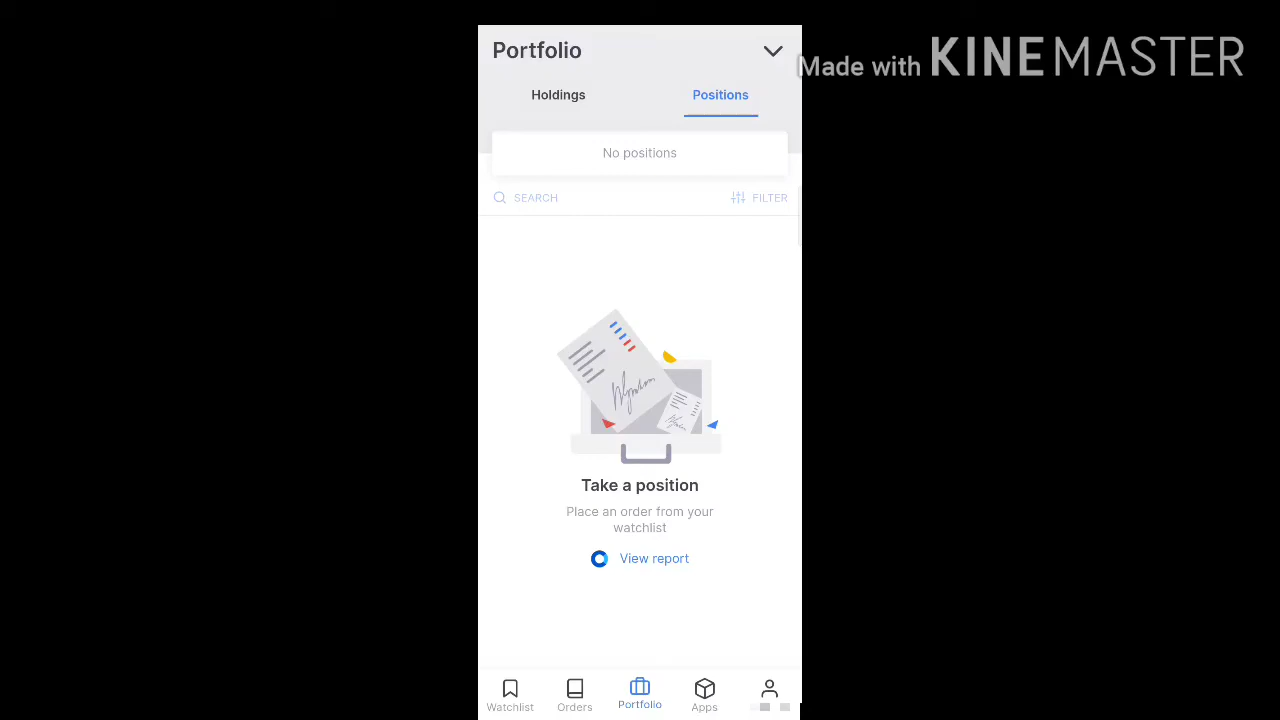 Portfolio
Made with KINEMASTER
Holdings
Positions
No positions
SEARCH
FILTER
Take a position
Place an order from your
watchlist
View report
Watchlist
Orders
Portfolio
Apps